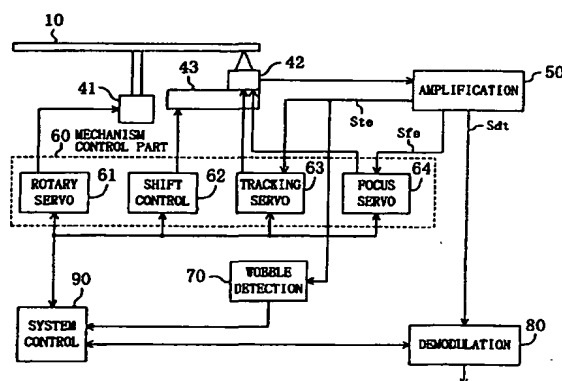 10
42
43
41
AMPLIFICATION
50
Ste
Sfe
Sdt
60 MECHANISM
CONTROL PART
ROTARY
SERVO
61
SHIFT
CONTROL
62
TRACKING
SERVO
63
FOCUS
SERVO
64
70
WOBBLE
DETECTION
90
SYSTEM
CONTROL
80
DEMODULATION